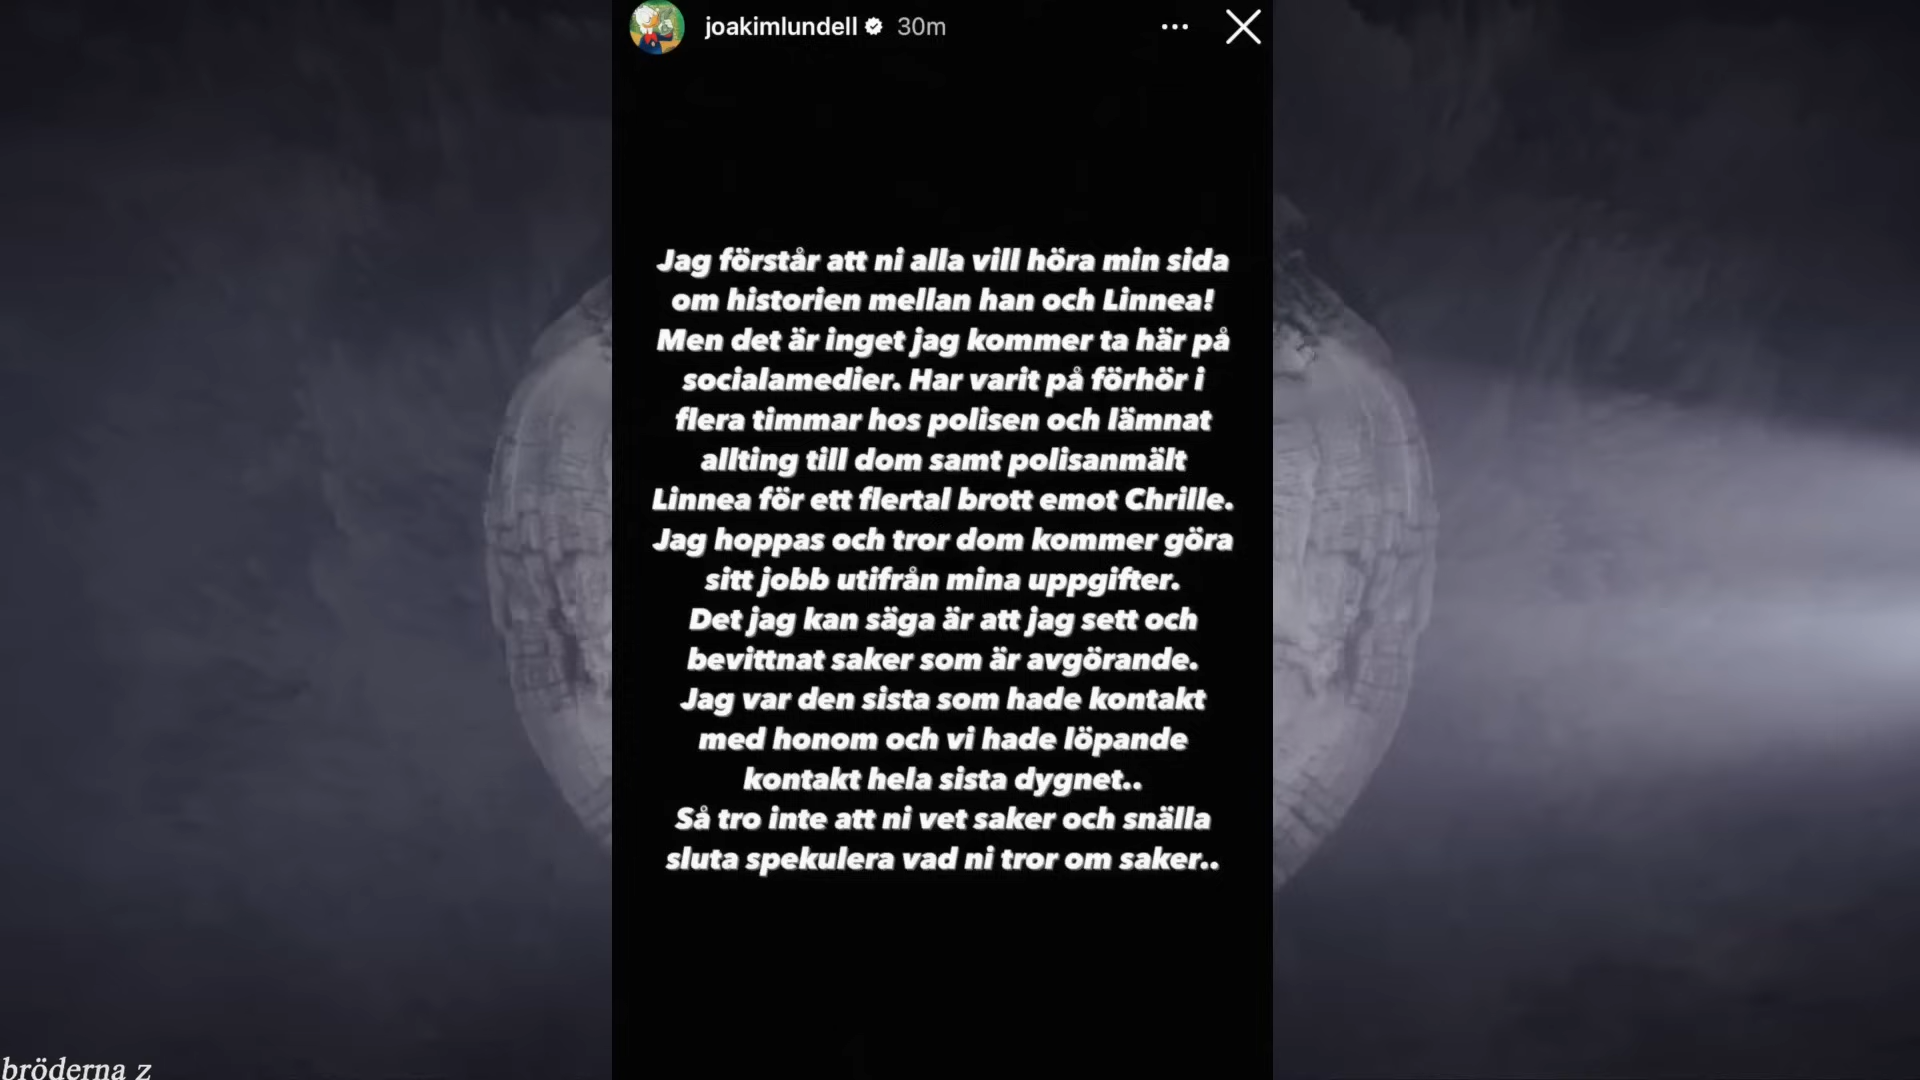 joakimlundell 30m
Jag förstår att ni alla vill höra min sida
om historien mellan han och Linnea!
Men det är inget jag kommer ta här på
socialamedier. Har varit på förhör i
flera timmar hos polisen och lämnat
allting till dom samt polisanmält
Linnea för ett flertal brott emot Chrille.
Jag hoppas och tror dom kommer göra
sitt jobb utifrån mina uppgifter.
Det jag kan säga är att jag sett och
bevittnat saker som är avgörande.
Jag var den sista som hade kontakt
med honom och vi hade löpande
kontakt hela sista dygnet..
Så tro inte att ni vet saker och snälla
sluta spekulera vad ni tror om saker..
bröderna z